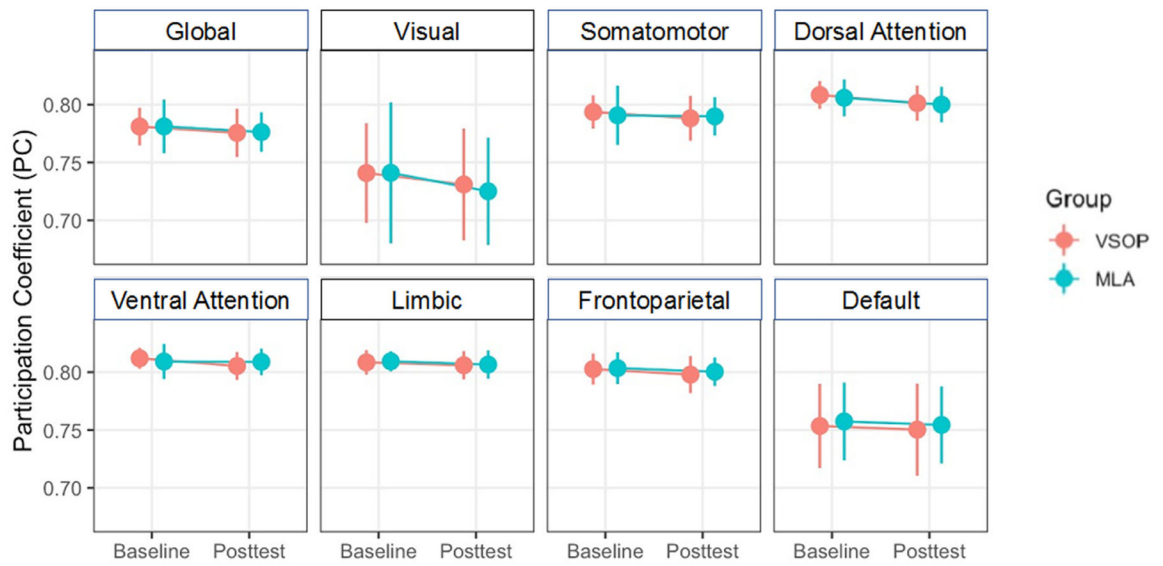 Global
Visual
Somatomotor
Dorsal Attention
0.80
0.75
0.70
Participation Coefficient (PC)
Ventral Attention
Limbic
Frontoparietal
Default
0.80
0.75
0.70
Baseline Posttest
Baseline Posttest
Baseline Posttest
Baseline Posttest
Group
VSOP
MLA